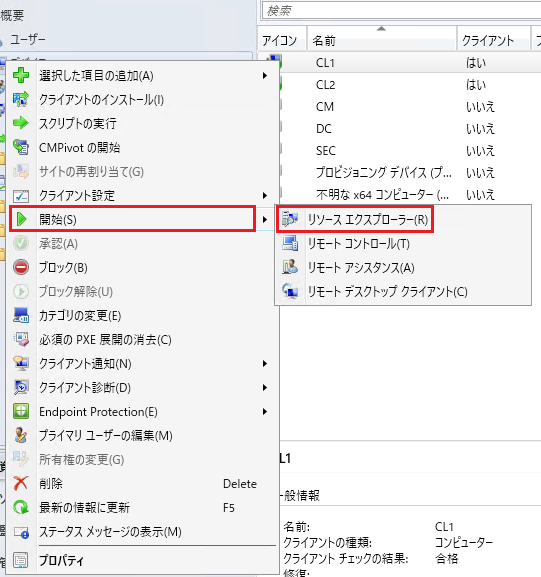 概要
ユーザー
検索
アイコン 名前 クライアント
CL1 はい
CL2 はい
CM いいえ
DC いいえ
SEC いいえ
プロビジョニング デバイス (プ... いいえ
不明な x64 コンピューター (... いいえ
選択した項目の追加(A)
クライアントのインストール(I)
スクリプトの実行
CMPivot の開始
サイトの再割り当て(G)
クライアント設定
開始(S)
承認(A)
ブロック(B)
ブロック解除(U)
カテゴリの変更(E)
必須の PXE 展開の消去(C)
クライアント通知(N)
クライアント診断(D)
Endpoint Protection(E)
プライマリ ユーザーの編集(M)
所有権の変更(G)
削除 Delete
最新の情報に更新 F5
ステータス メッセージの表示(M)
プロパティ
リソース エクスプローラー(R)
リモート コントロール(T)
リモート アシスタンス(A)
リモート デスクトップ クライアント(C)
CL1
一般情報
名前: CL1
クライアントの種類: コンピューター
クライアント チェックの結果: 合格